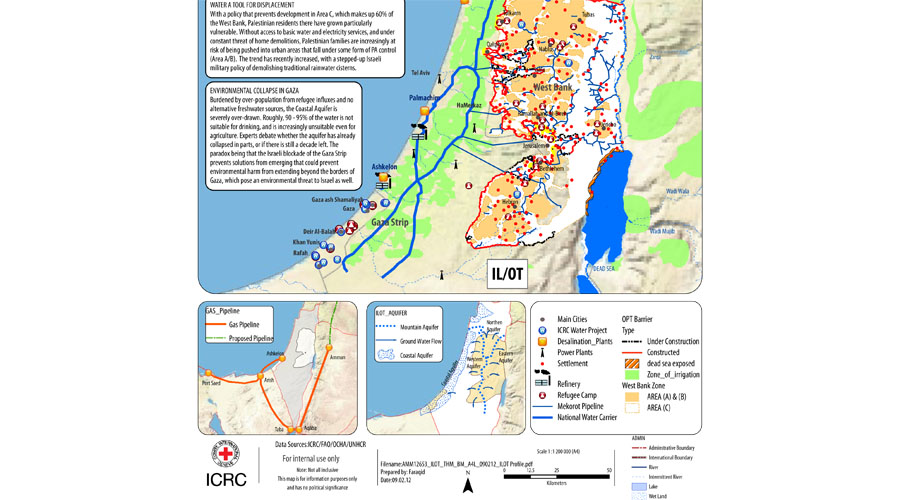 WATER A TOOL FOR DISPLACEMENT
With a policy that prevents development in Area C, which makes up 60% of
the West Bank, Palestinian residents there have grown particularly
vulnerable. Without access to basic water and electricity services, and under
constant threat of home demolitions, Palestinian families are increasingly at
risk of being pushed into urban areas that fall under some form of PA control
(Area A/B). The trend has recently increased, with a stepped-up Israeli
military policy of demolishing traditional rainwater cisterns.
ENVIRONMENTAL COLLAPSE IN GAZA
Burdened by over-population from refugee influxes and no
alternative freshwater sources, the Coastal Aquifer is
severely over-drawn. Roughly, 90 - 95% of the water is not
suitable for drinking, and is increasingly unsuitable even for
agriculture. Experts debate whether the aquifer has already
collapsed in parts, or if there is still a decade left. The
paradox being that the Israeli blockade of the Gaza Strip
prevents solutions from emerging that could prevent
environmental harm from extending beyond the borders of
Gaza, which pose an environmental threat to Israel as well.
Tubas
Nablus
Tel Aviv
West Bank
Palmachim
HaMerkaz
Jericho
Jerusalem
Bethlehem
Ashkelon
Wadi Wala
Gaza ash Shamaliyah
Gaza
Hebron
Gaza Strip
Deir Al-Balah
Wadi Mujib
Khan Yunis
Rafah
DEAD SEA
IL/OT
GAS_Pipeline
Gas Pipeline
Proposed Pipeline
Ashkelon
Amman
Port Saed
Arish
Taba
Aqaba
ILOT_AQUIFER
Mountain Aquifer
Ground Water Flow
Coastal Aquifer
Northen
Aquifer
Eastern
Aquifer
Western
Aquifer
Coastal Aquifer
Main Cities
ICRC Water Project
Desalination_Plants
Power Plants
Settlement
Refinery
Refugee Camp
Mekorot Pipeline
National Water Carrier
OPT Barrier
Type
Under Construction
Constructed
dead sea exposed
Zone_of_irrigation
West Bank Zone
AREA (A) & (B)
AREA (C)
ICRC
Data Sources:ICRC/FAO/OCHA/UNHCR
For internal use only
Note: Not all inclusive
This map is for information purposes only
and has no political significance
Filename:AMM12653_ILOT_THM_BM_A4L_090212_ILOT Profile.pdf
Prepared by: Faraqid
Date:09.02.12
N
Scale 1:1 200 000 (A4)
0 12.5 25 50
Kilometers
ADMIN
Administrative Boundary
International Boundary
River
Intermittent River
Lake
Wet Land